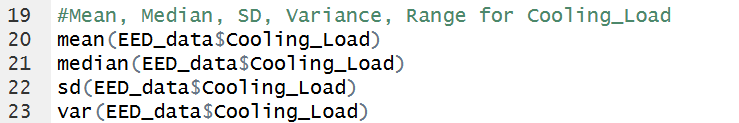 19 #Mean, Median, SD, Variance, Range for Cooling_Load
20 mean(EED_data$Cooling_Load)
21 median(EED_data$Cooling_Load)
22 sd(EED_data$Cooling_Load)
23 var(EED_data$Cooling_Load)